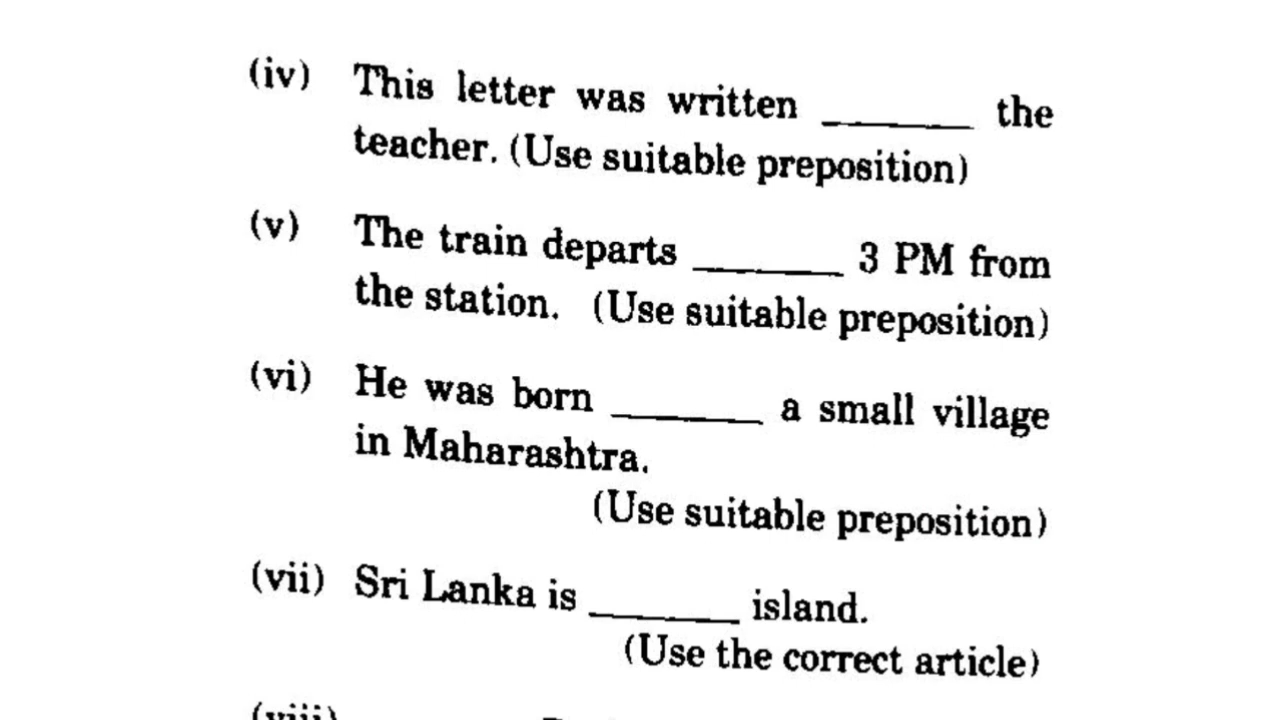 (iv) This letter was written ______ the
teacher. (Use suitable preposition)
(v) The train departs ______ 3 PM from
the station. (Use suitable preposition)
(vi) He was born ______ a small village
in Maharashtra.
(Use suitable preposition)
(vii) Sri Lanka is ______ island.
(Use the correct article)
(viii)